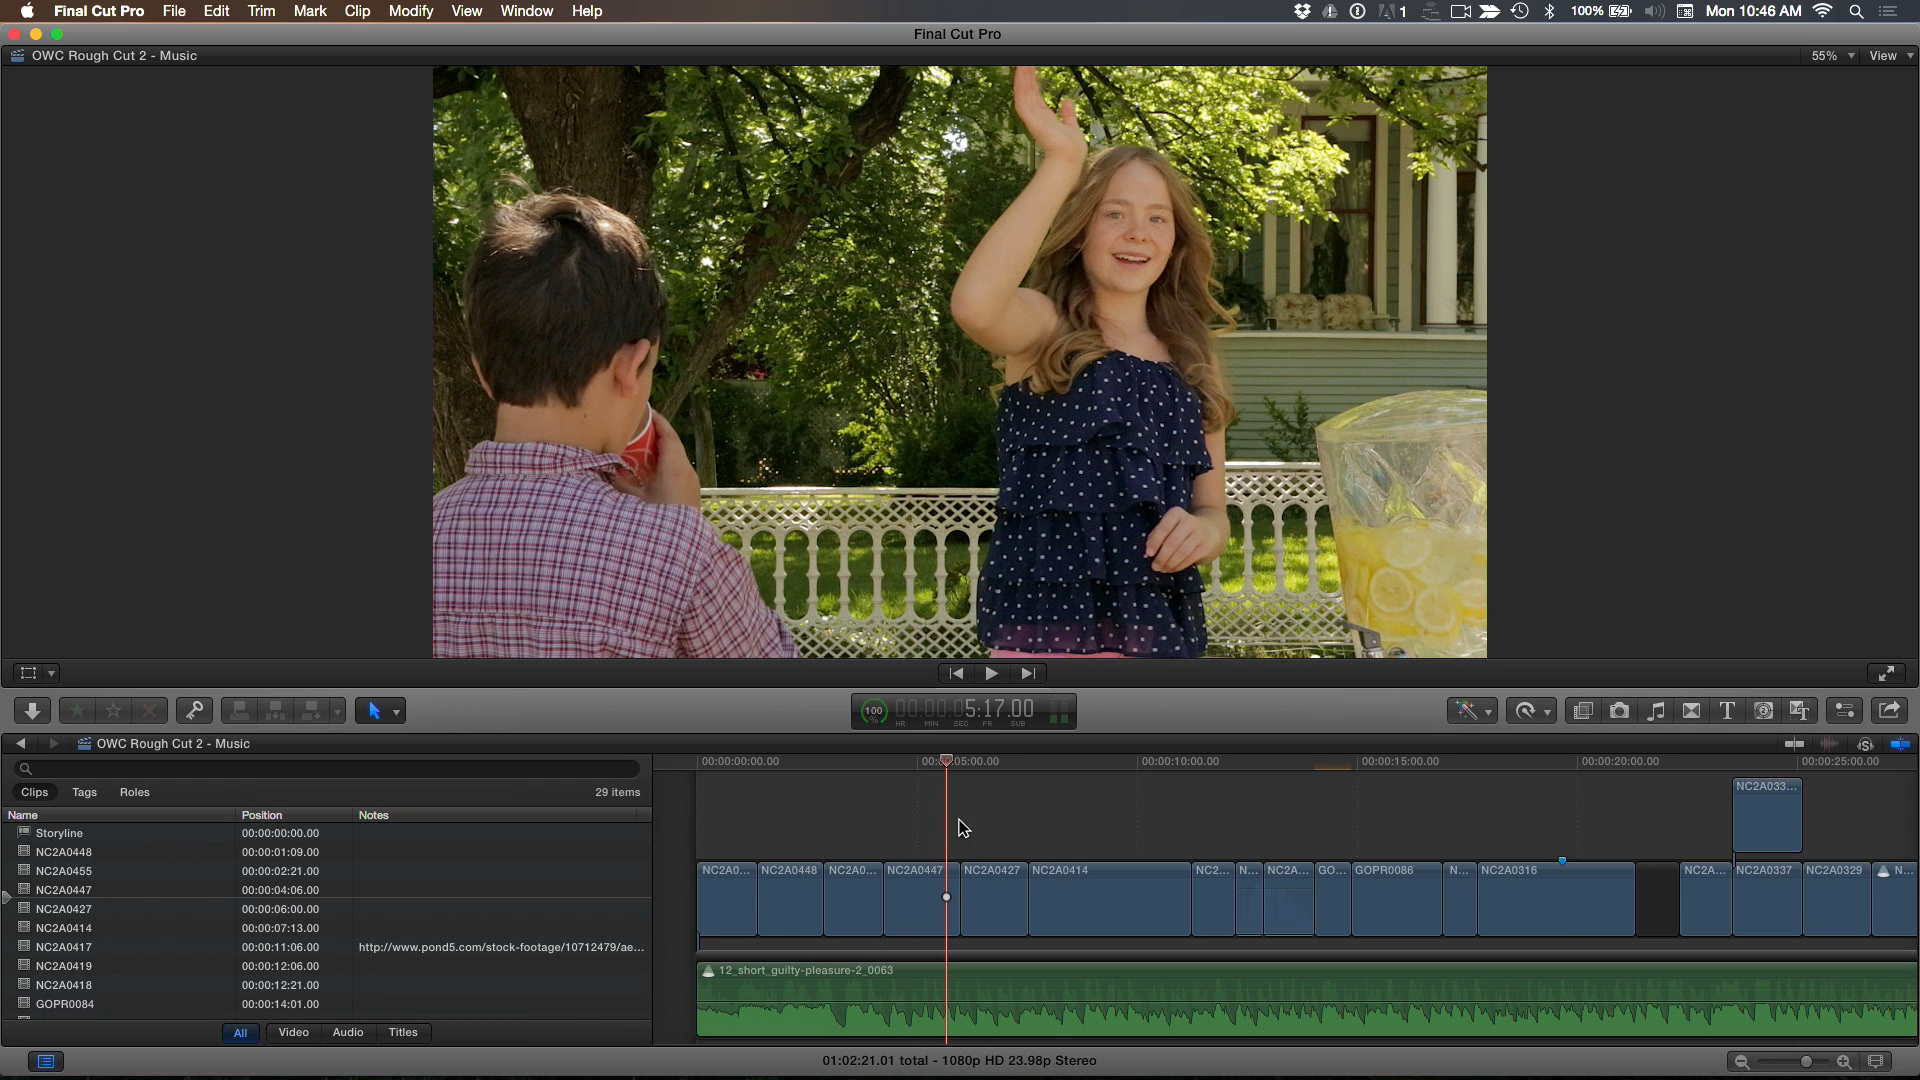 Final Cut Pro File Edit Trim Mark Clip Modify View Window Help 1 100% Mon 10:46 AM
Final Cut Pro
OWC Rough Cut 2 - Music 55% View
100 % 00:00:05:17.00
HR MIN SEC FR SUB
OWC Rough Cut 2 - Music
00:00:00:00.00 00:00:10:00.00 00:00:15:00.00 00:00:20:00.00 00:00:25:00.00
Clips Tags Roles 29 items
NC2A033...
Name Position Notes
Storyline 00:00:00:00.00
NC2A0448 00:00:01:09.00
NC2A0455 00:00:02:21.00
NC2A0... NC2A0448 NC2A0... NC2A0447 NC2A0427 NC2A0414 NC2... N... NC2A... GO... GOPR0086 N... NC2A0316 NC2A... NC2A0337 NC2A0329 N...
NC2A0447 00:00:04:06.00
NC2A0427 00:00:06:00.00
NC2A0414 00:00:07:13.00
NC2A0417 00:00:11:06.00 http://www.pond5.com/stock-footage/10712479/ae...
NC2A0419 00:00:12:06.00
12_short_guilty-pleasure-2_0063
NC2A0418 00:00:12:21.00
GOPR0084 00:00:14:01.00
All Video Audio Titles
01:02:21.01 total - 1080p HD 23.98p Stereo